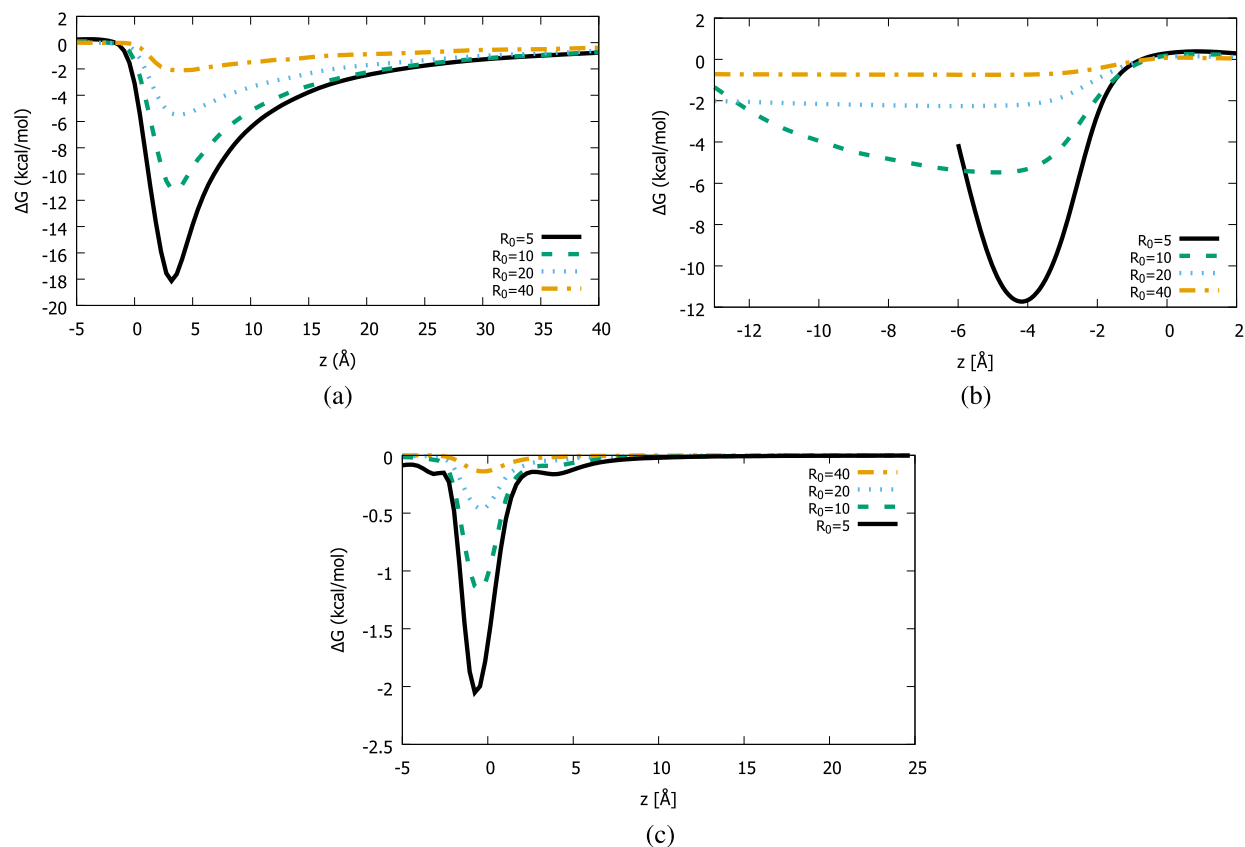 2
0
-2
-4
-6
-8
-10
-12
-14
-16
-18
-20
ΔG (kcal/mol)
R₀=5
R₀=10
R₀=20
R₀=40
-5 0 5 10 15 20 25 30 35 40
z (Å)
(a)
2
0
-2
-4
-6
-8
-10
-12
ΔG (kcal/mol)
R₀=5
R₀=10
R₀=20
R₀=40
-12 -10 -8 -6 -4 -2 0 2
z [Å]
(b)
0
-0.5
-1
-1.5
-2
-2.5
ΔG (kcal/mol)
R₀=40
R₀=20
R₀=10
R₀=5
-5 0 5 10 15 20 25
z [Å]
(c)